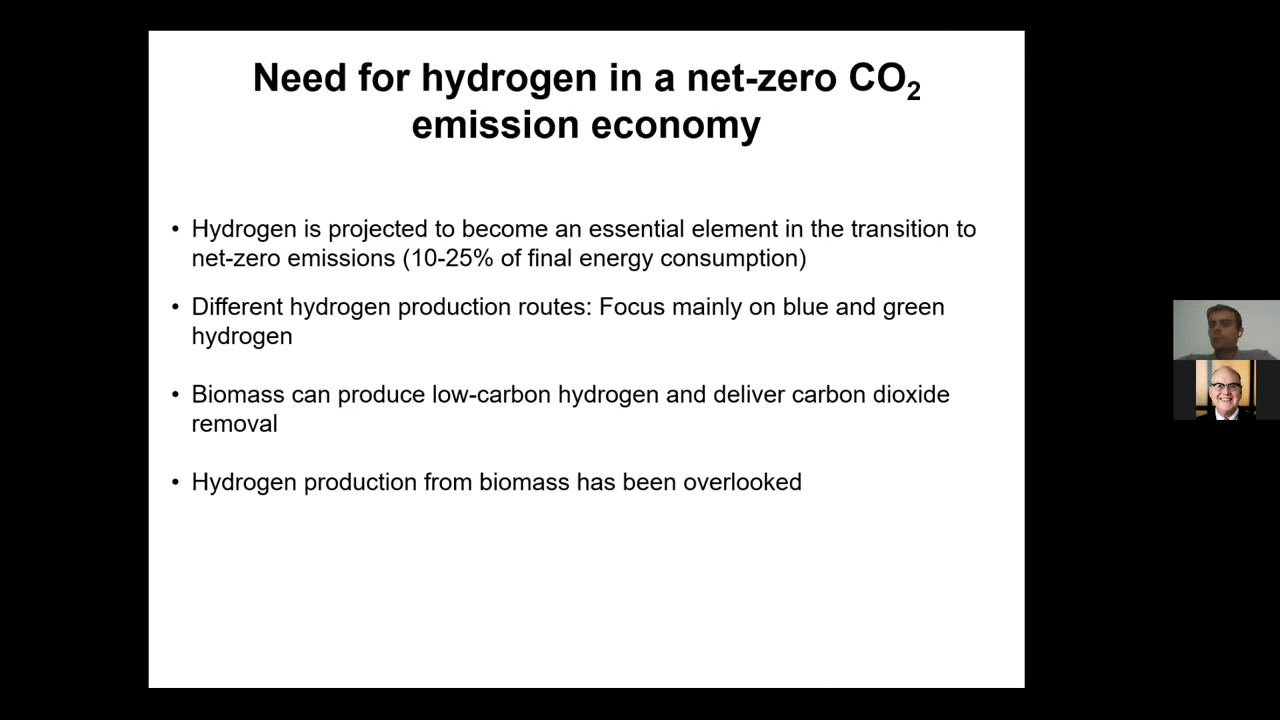 Need for hydrogen in a net-zero CO₂
emission economy
• Hydrogen is projected to become an essential element in the transition to
net-zero emissions (10-25% of final energy consumption)
• Different hydrogen production routes: Focus mainly on blue and green
hydrogen
• Biomass can produce low-carbon hydrogen and deliver carbon dioxide
removal
• Hydrogen production from biomass has been overlooked